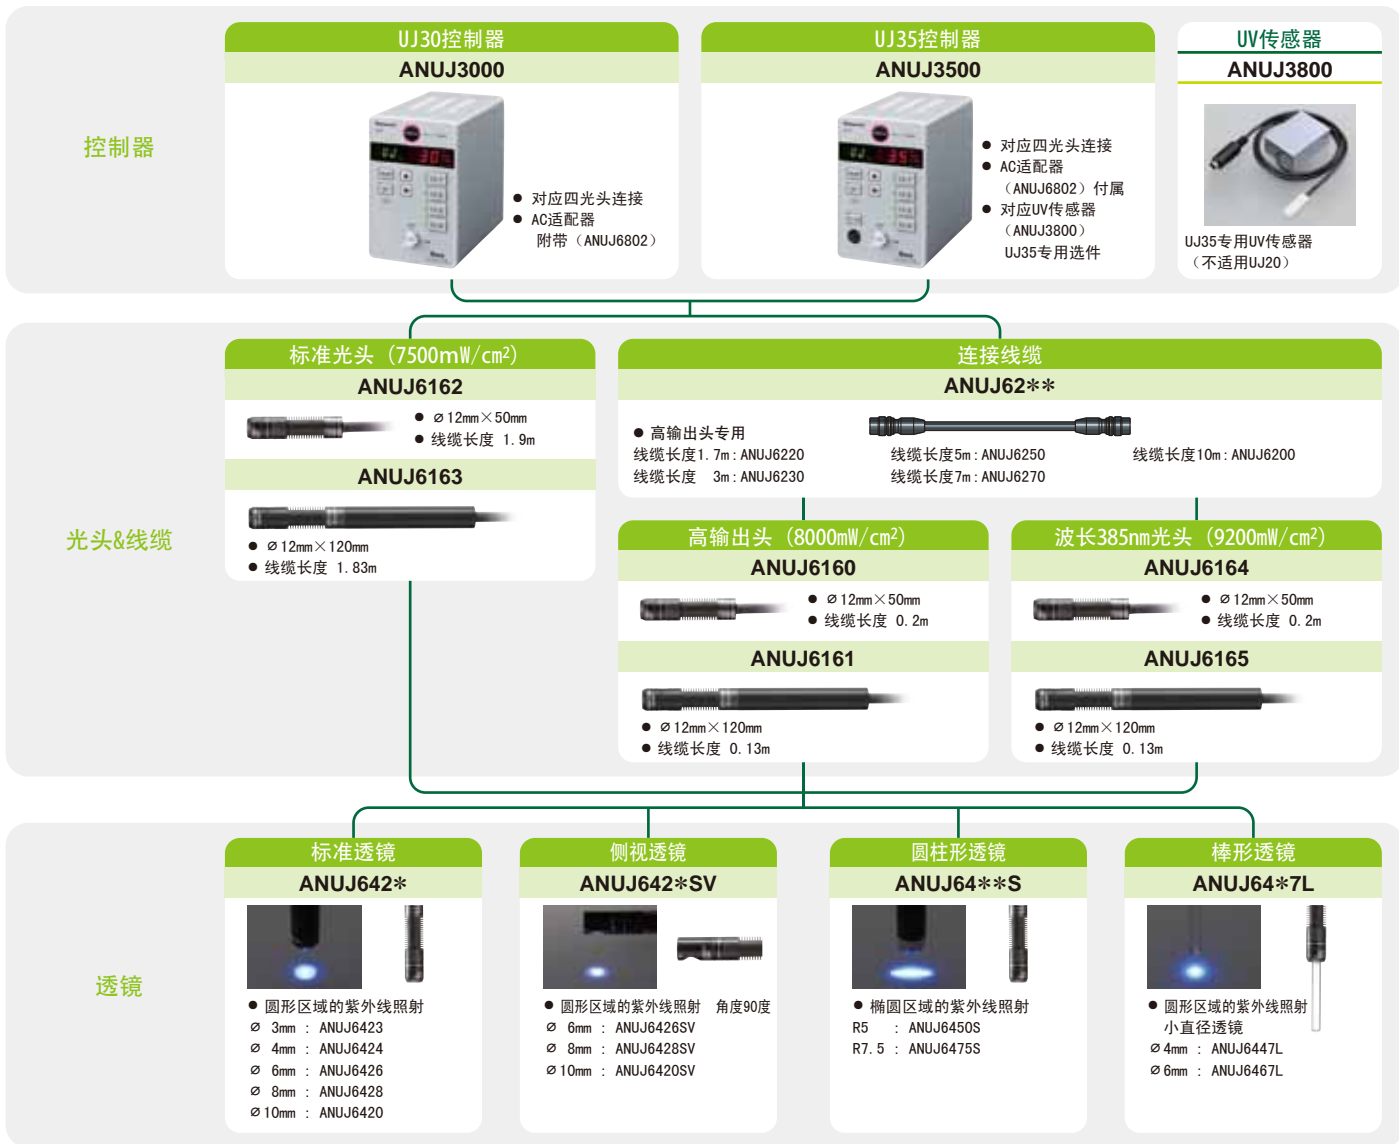 控制器
UJ30控制器
ANUJ3000
● 对应四光头连接
● AC适配器
附带（ANUJ6802）
UJ35控制器
ANUJ3500
● 对应四光头连接
● AC适配器
（ANUJ6802）付属
● 对应UV传感器
（ANUJ3800）
UJ35专用选件
UV传感器
ANUJ3800
UJ35专用UV传感器
（不适用UJ20）
光头&线缆
标准光头（7500mW/cm²）
ANUJ6162
● ∅12mm×50mm
● 线缆长度 1.9m
ANUJ6163
● ∅12mm×120mm
● 线缆长度 1.83m
连接线缆
ANUJ62**
● 高输出头专用
线缆长度1.7m:ANUJ6220
线缆长度 3m:ANUJ6230
线缆长度5m:ANUJ6250
线缆长度7m:ANUJ6270
线缆长度10m:ANUJ6200
高输出头（8000mW/cm²）
ANUJ6160
● ∅12mm×50mm
● 线缆长度 0.2m
ANUJ6161
● ∅12mm×120mm
● 线缆长度 0.13m
波长385nm光头（9200mW/cm²）
ANUJ6164
● ∅12mm×50mm
● 线缆长度 0.2m
ANUJ6165
● ∅12mm×120mm
● 线缆长度 0.13m
透镜
标准透镜
ANUJ642*
● 圆形区域的紫外线照射
∅ 3mm : ANUJ6423
∅ 4mm : ANUJ6424
∅ 6mm : ANUJ6426
∅ 8mm : ANUJ6428
∅10mm : ANUJ6420
侧视透镜
ANUJ642*SV
● 圆形区域的紫外线照射 角度90度
∅ 6mm : ANUJ6426SV
∅ 8mm : ANUJ6428SV
∅10mm : ANUJ6420SV
圆柱形透镜
ANUJ64**S
● 椭圆区域的紫外线照射
R5 : ANUJ6450S
R7.5 : ANUJ6475S
棒形透镜
ANUJ64*7L
● 圆形区域的紫外线照射
小直径透镜
∅4mm : ANUJ6447L
∅6mm : ANUJ6467L